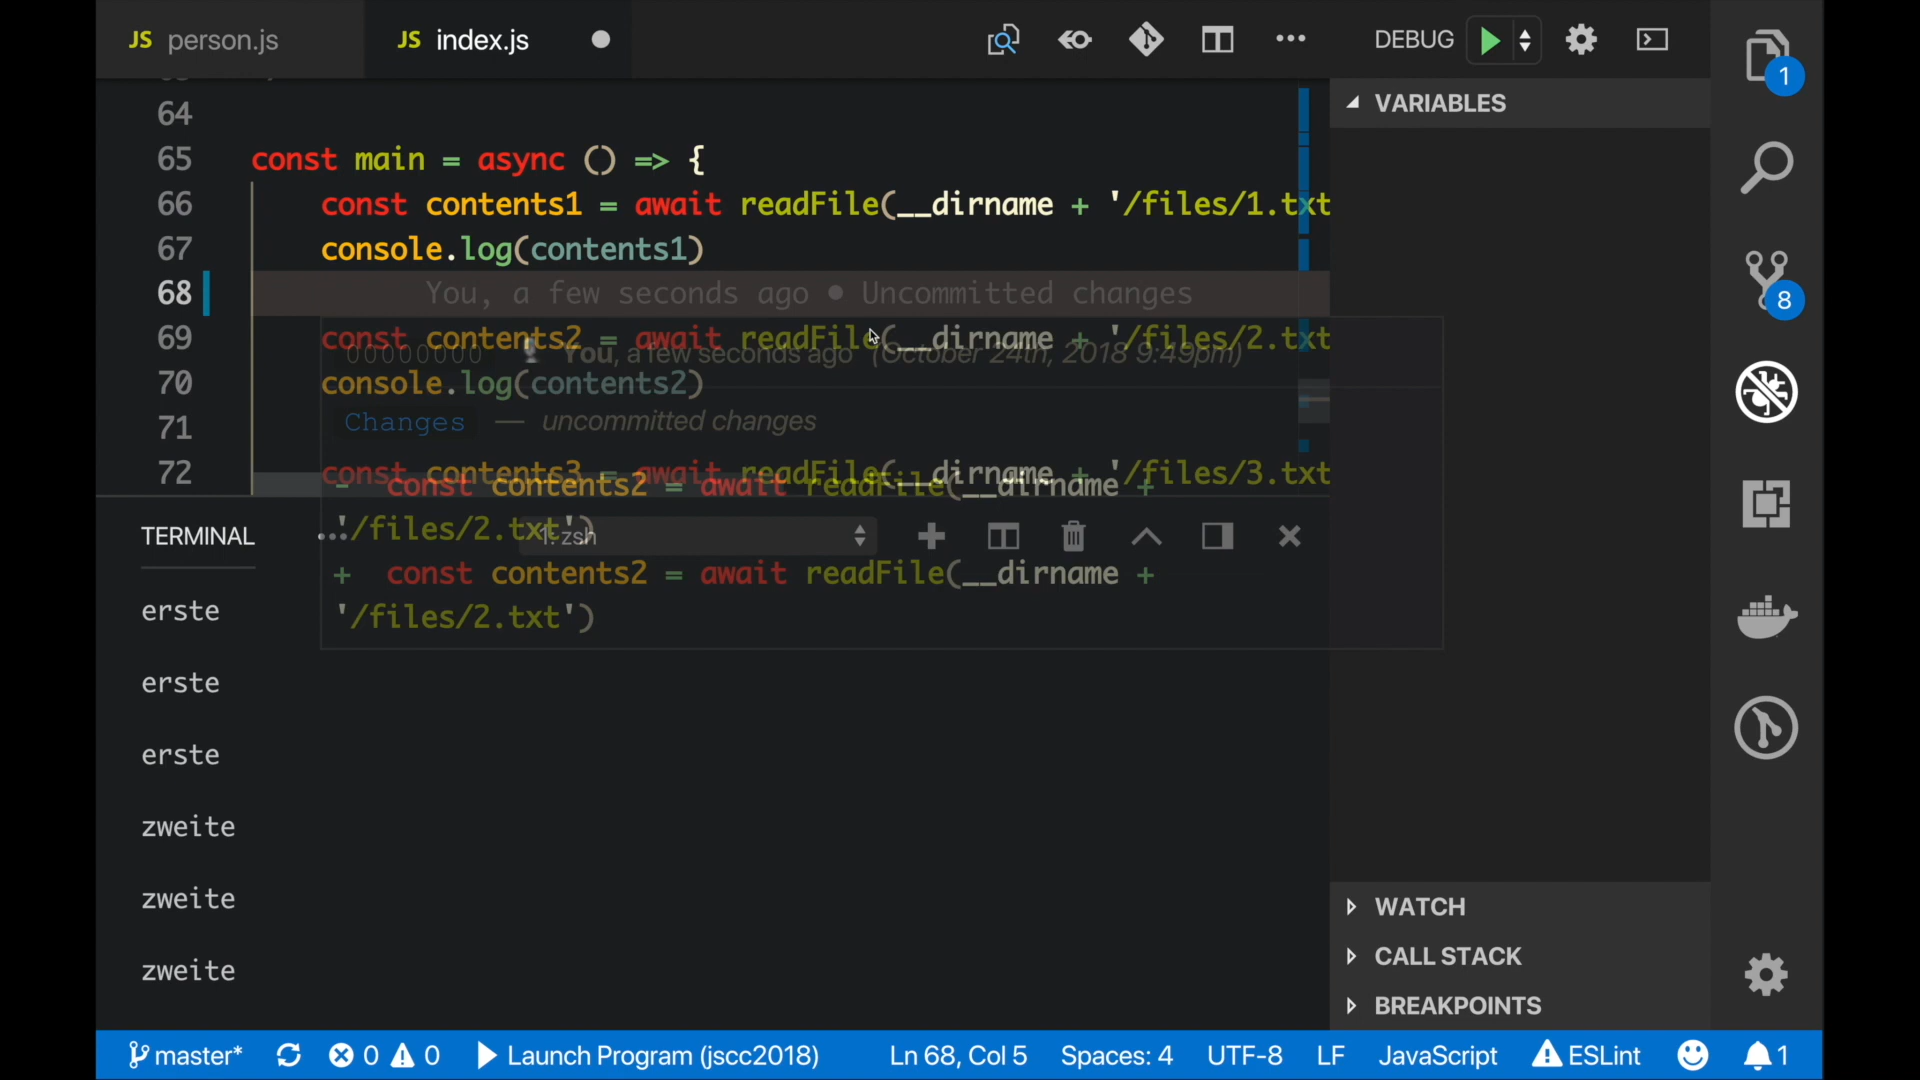 JS person.js
JS index.js
DEBUG
1
VARIABLES
64
65 const main = async () => {
66 const contents1 = await readFile(__dirname + '/files/1.txt
67 console.log(contents1)
68 You, a few seconds ago • Uncommitted changes
69 const contents2 = await readFile(__dirname + '/files/2.txt
00000000 You, a few seconds ago (October 24th, 2018 9:49pm)
70 console.log(contents2)
71
Changes — uncommitted changes
72 const contents3 = await readFile(__dirname + '/files/3.txt
- const contents2 = await readFile(__dirname +
'/files/2.txt')
+ const contents2 = await readFile(__dirname +
'/files/2.txt')
8
TERMINAL
...
1: zsh
erste
erste
erste
zweite
zweite
zweite
WATCH
CALL STACK
BREAKPOINTS
master* 0 0 Launch Program (jscc2018) Ln 68, Col 5 Spaces: 4 UTF-8 LF JavaScript ESLint 1